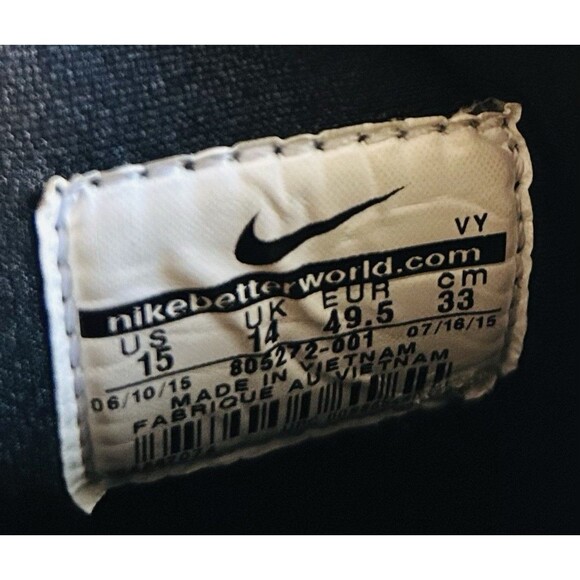 VY
nikebetterworld.com
US UK EUR cm
15 14 49.5 33
06/10/15 805272-001 07/16/15
MADE IN VIETNAM
FABRIQUE AU VIETNAM